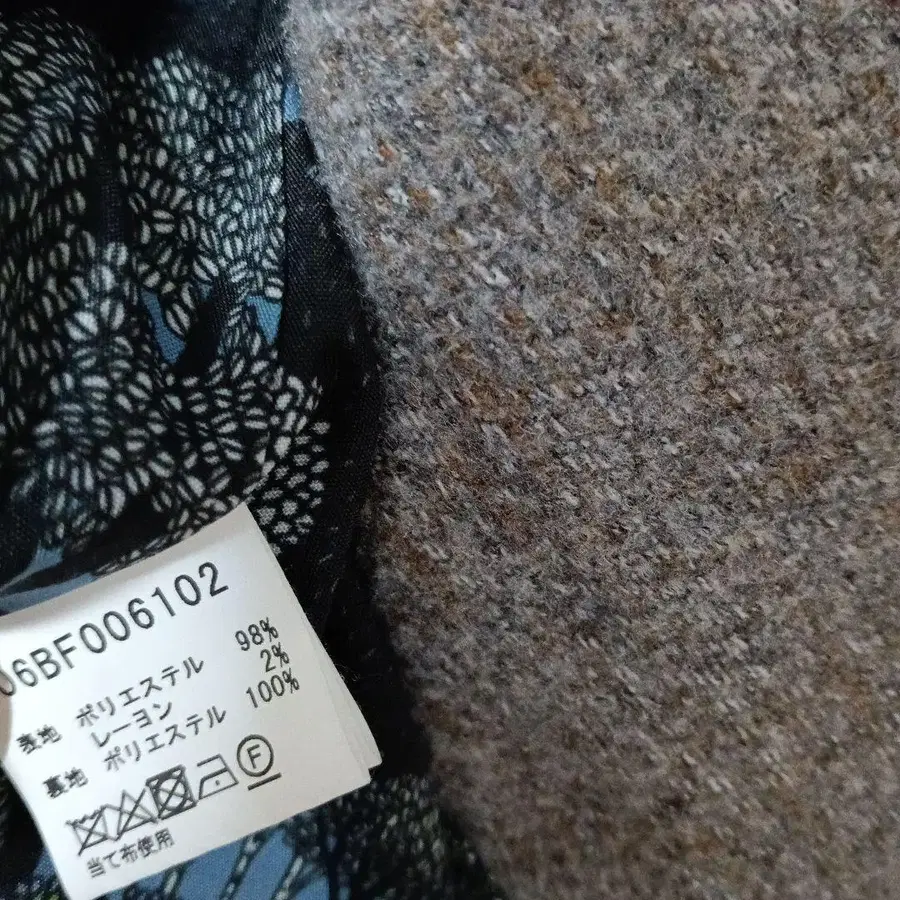 06BF006102
表地 ポリエステル 98%
レーヨン 2%
裏地 ポリエステル 100%
F
当て布使用